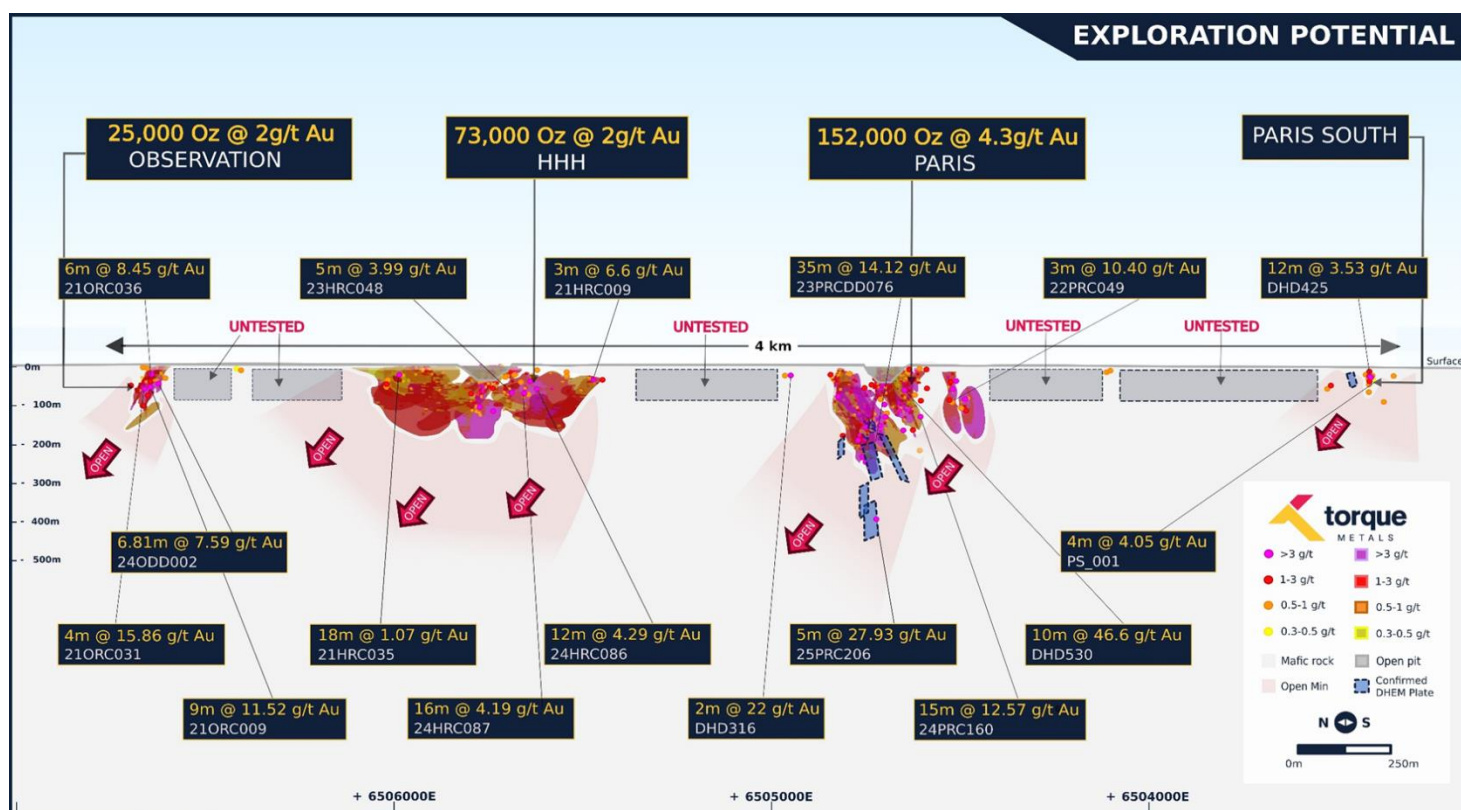 EXPLORATION POTENTIAL
25,000 Oz @ 2g/t Au
OBSERVATION
73,000 Oz @ 2g/t Au
HHH
152,000 Oz @ 4.3g/t Au
PARIS
PARIS SOUTH
6m @ 8.45 g/t Au
21ORC036
5m @ 3.99 g/t Au
23HRC048
3m @ 6.6 g/t Au
21HRC009
35m @ 14.12 g/t Au
23PRCDD076
3m @ 10.40 g/t Au
22PRC049
12m @ 3.53 g/t Au
DHD425
UNTESTED
UNTESTED
UNTESTED
UNTESTED
4 km
Surface
0m
- 100m
- 200m
- 300m
- 400m
- 500m
OPEN
OPEN
OPEN
OPEN
OPEN
OPEN
OPEN
6.81m @ 7.59 g/t Au
24ODD002
4m @ 4.05 g/t Au
PS_001
4m @ 15.86 g/t Au
21ORC031
18m @ 1.07 g/t Au
21HRC035
12m @ 4.29 g/t Au
24HRC086
5m @ 27.93 g/t Au
25PRC206
10m @ 46.6 g/t Au
DHD530
9m @ 11.52 g/t Au
21ORC009
16m @ 4.19 g/t Au
24HRC087
2m @ 22 g/t Au
DHD316
15m @ 12.57 g/t Au
24PRC160
torque
METALS
>3 g/t
>3 g/t
1-3 g/t
1-3 g/t
0.5-1 g/t
0.5-1 g/t
0.3-0.5 g/t
0.3-0.5 g/t
Mafic rock
Open pit
Open Min
Confirmed
DHEM Plate
N S
0m 250m
+ 6506000E
+ 6505000E
+ 6504000E